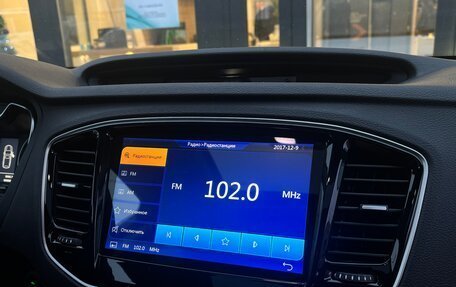 Радио >Радиостанции
2017-12-9
Радиостанции
FM
AM
Избранное
Отключить
FM 102.0 MHz
FM 102.0 MHz